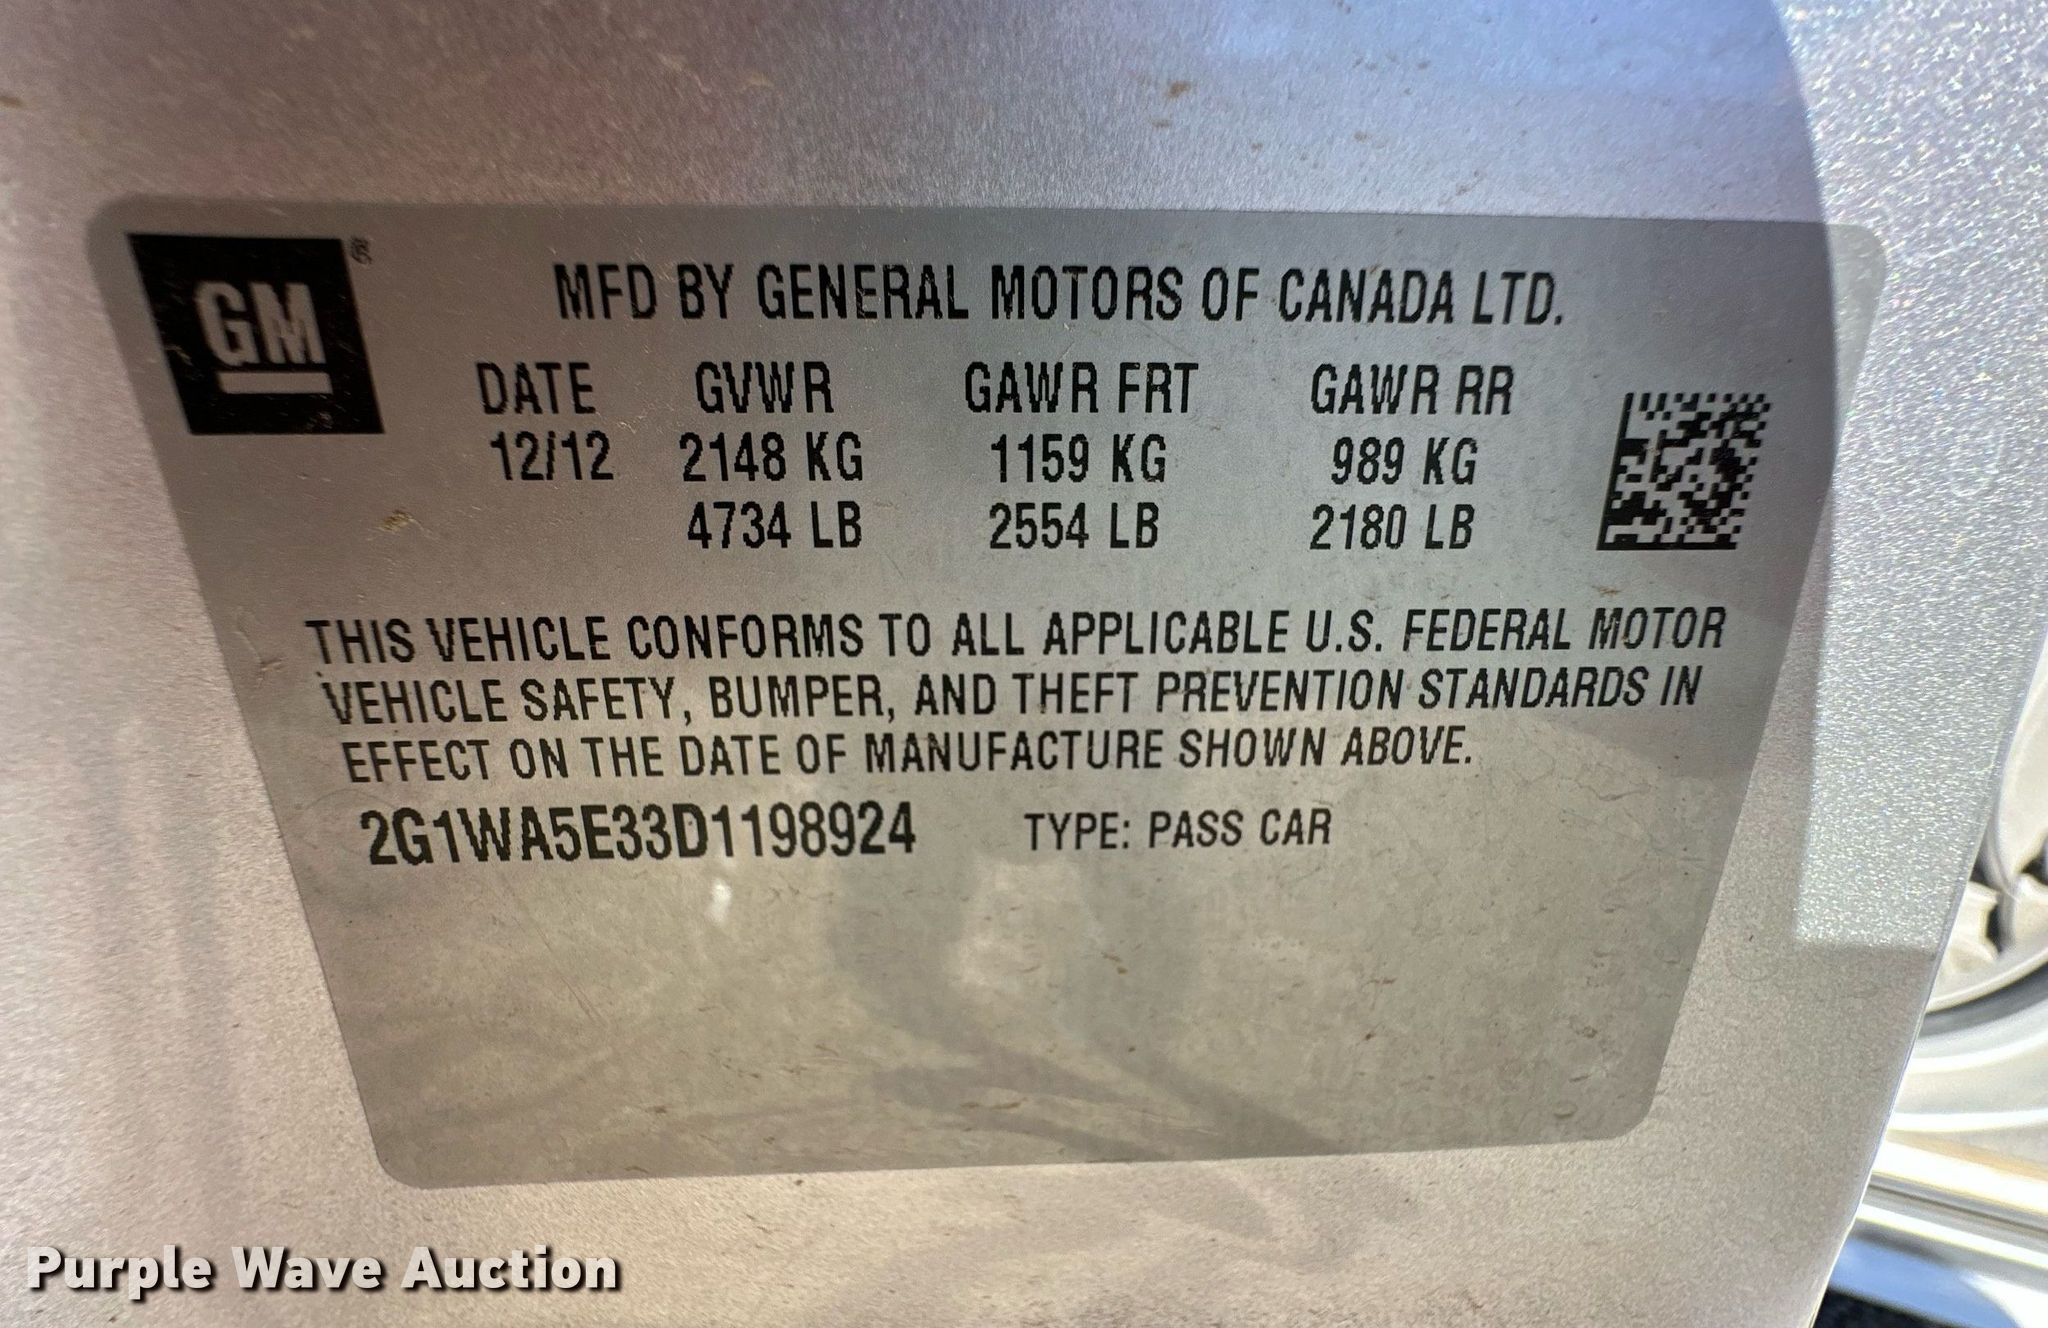 GM ®
MFD BY GENERAL MOTORS OF CANADA LTD.
DATE GVWR GAWR FRT GAWR RR
12/12 2148 KG 1159 KG 989 KG
4734 LB 2554 LB 2180 LB
THIS VEHICLE CONFORMS TO ALL APPLICABLE U.S. FEDERAL MOTOR
VEHICLE SAFETY, BUMPER, AND THEFT PREVENTION STANDARDS IN
EFFECT ON THE DATE OF MANUFACTURE SHOWN ABOVE.
2G1WA5E33D1198924 TYPE: PASS CAR
Purple Wave Auction